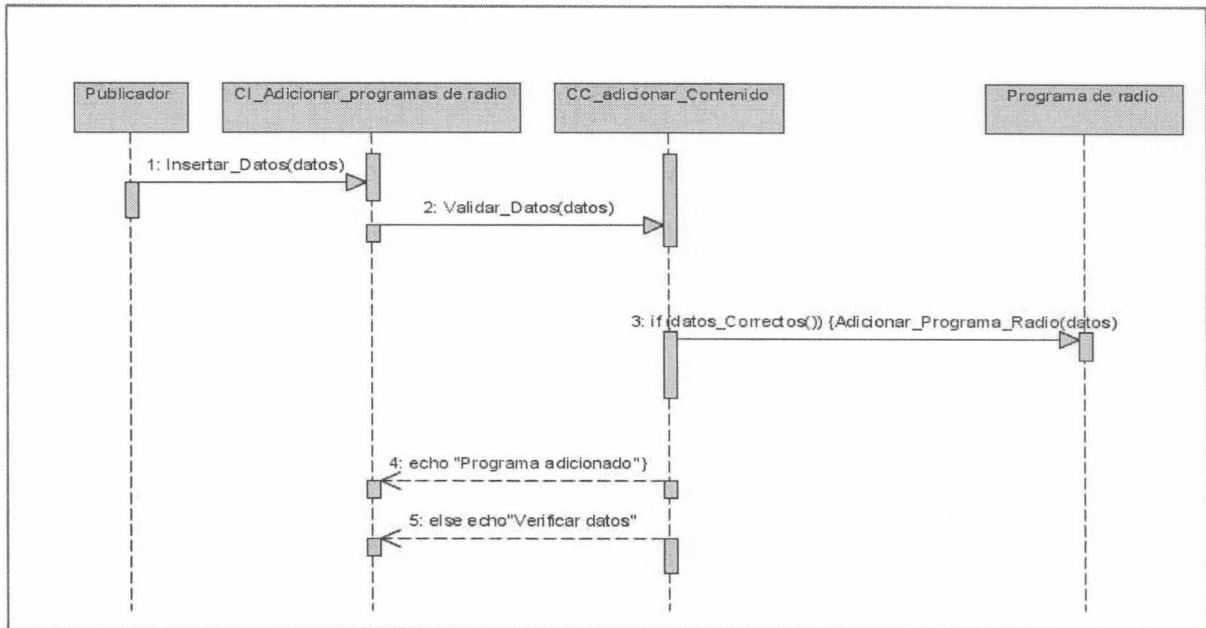 Publicador
CI_Adicionar_programas de radio
CC_adicionar_Contenido
Programa de radio
1: Insertar_Datos(datos)
2: Validar_Datos(datos)
3: if (datos_Correctos()) {Adicionar_Programa_Radio(datos)
4: echo "Programa adicionado"}
5: else echo"Verificar datos"